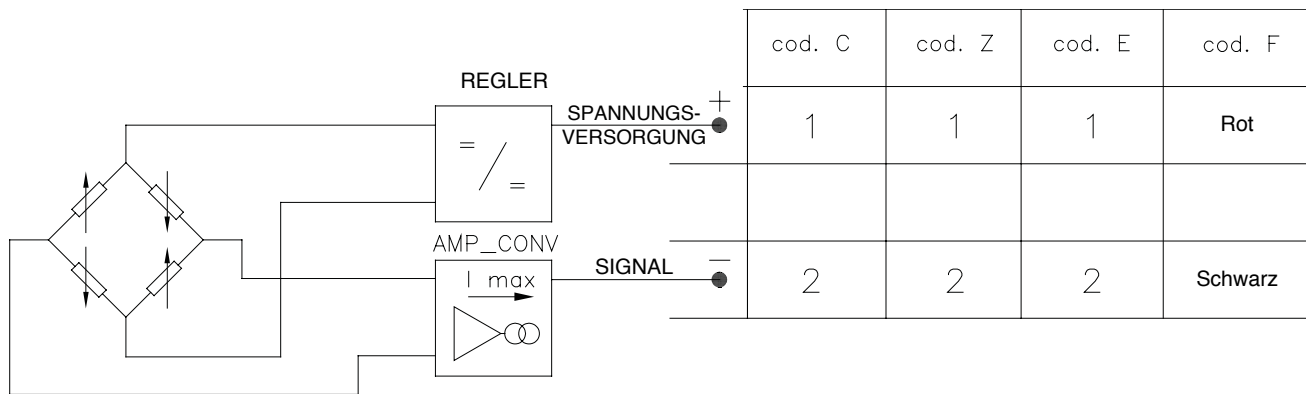 cod. C cod. Z cod. E cod. F
REGLER
SPANNUNGS-
VERSORGUNG
+
1 1 1 Rot
=/=
AMP_CONV
I max
SIGNAL
−
2 2 2 Schwarz